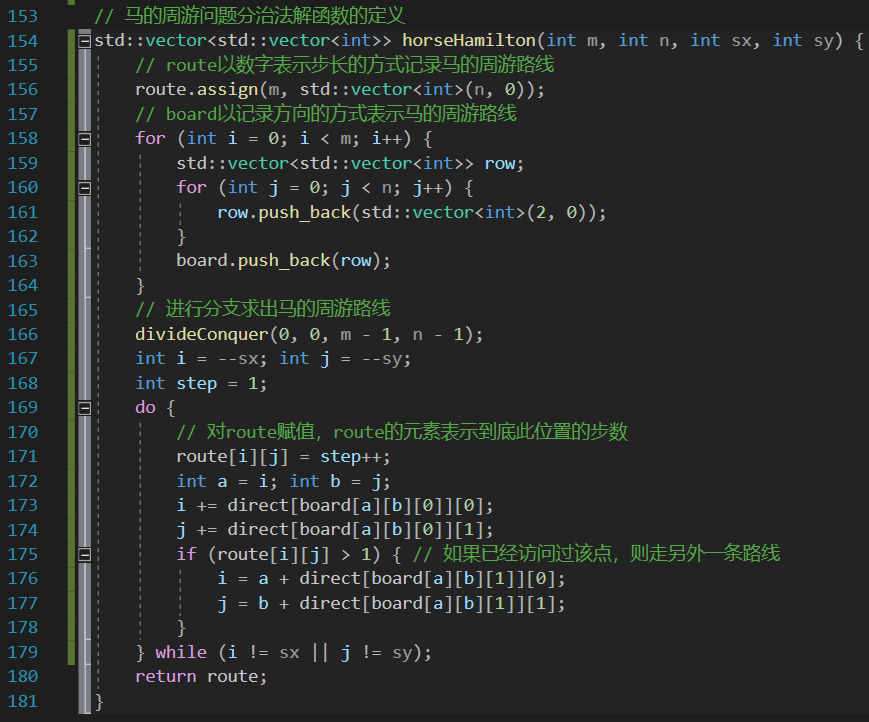 153 // 马的周游问题分治法解函数的定义
154 std::vector<std::vector<int>> horseHamilton(int m, int n, int sx, int sy) {
155 // route以数字表示步长的方式记录马的周游路线
156 route.assign(m, std::vector<int>(n, 0));
157 // board以记录方向的方式表示马的周游路线
158 for (int i = 0; i < m; i++) {
159 std::vector<std::vector<int>> row;
160 for (int j = 0; j < n; j++) {
161 row.push_back(std::vector<int>(2, 0));
162 }
163 board.push_back(row);
164 }
165 // 进行分支求出马的周游路线
166 divideConquer(0, 0, m - 1, n - 1);
167 int i = --sx; int j = --sy;
168 int step = 1;
169 do {
170 // 对route赋值，route的元素表示到底此位置的步数
171 route[i][j] = step++;
172 int a = i; int b = j;
173 i += direct[board[a][b][0]][0];
174 j += direct[board[a][b][0]][1];
175 if (route[i][j] > 1) { // 如果已经访问过该点，则走另外一条路线
176 i = a + direct[board[a][b][1]][0];
177 j = b + direct[board[a][b][1]][1];
178 }
179 } while (i != sx || j != sy);
180 return route;
181 }